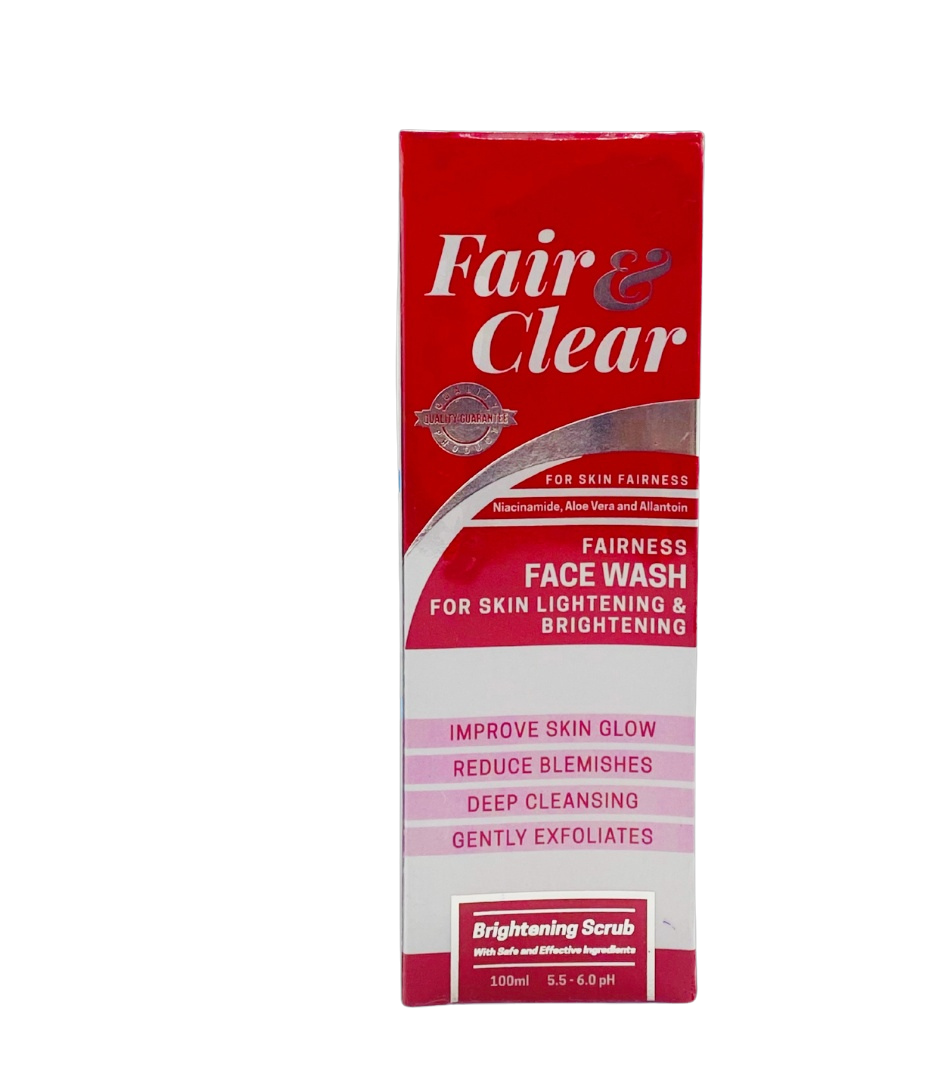 Fair &
Clear
QUALITY
QUALITY GUARANTEE
PRODUCT
FOR SKIN FAIRNESS
Niacinamide, Aloe Vera and Allantoin
FAIRNESS
FACE WASH
FOR SKIN LIGHTENING &
BRIGHTENING
IMPROVE SKIN GLOW
REDUCE BLEMISHES
DEEP CLEANSING
GENTLY EXFOLIATES
Brightening Scrub
With Safe and Effective Ingredients
100ml 5.5 - 6.0 pH